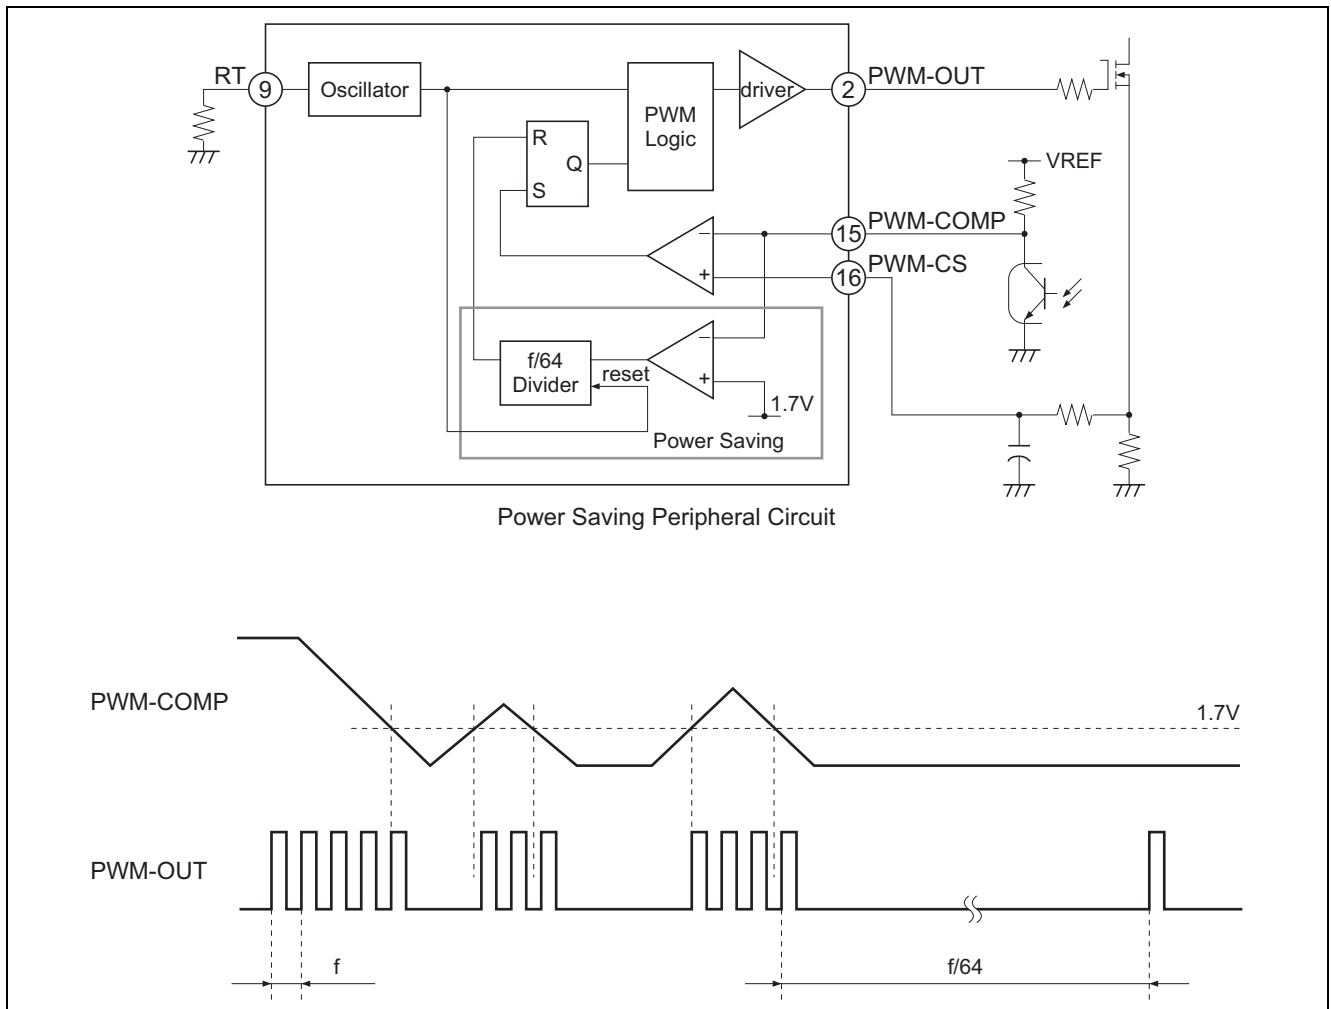 RT
9
Oscillator
PWM
Logic
driver
2
PWM-OUT
R
S
Q
VREF
−
+
15
PWM-COMP
16
PWM-CS
f/64
Divider
reset
−
+
1.7V
Power Saving
Power Saving Peripheral Circuit
PWM-COMP
1.7V
PWM-OUT
f
f/64